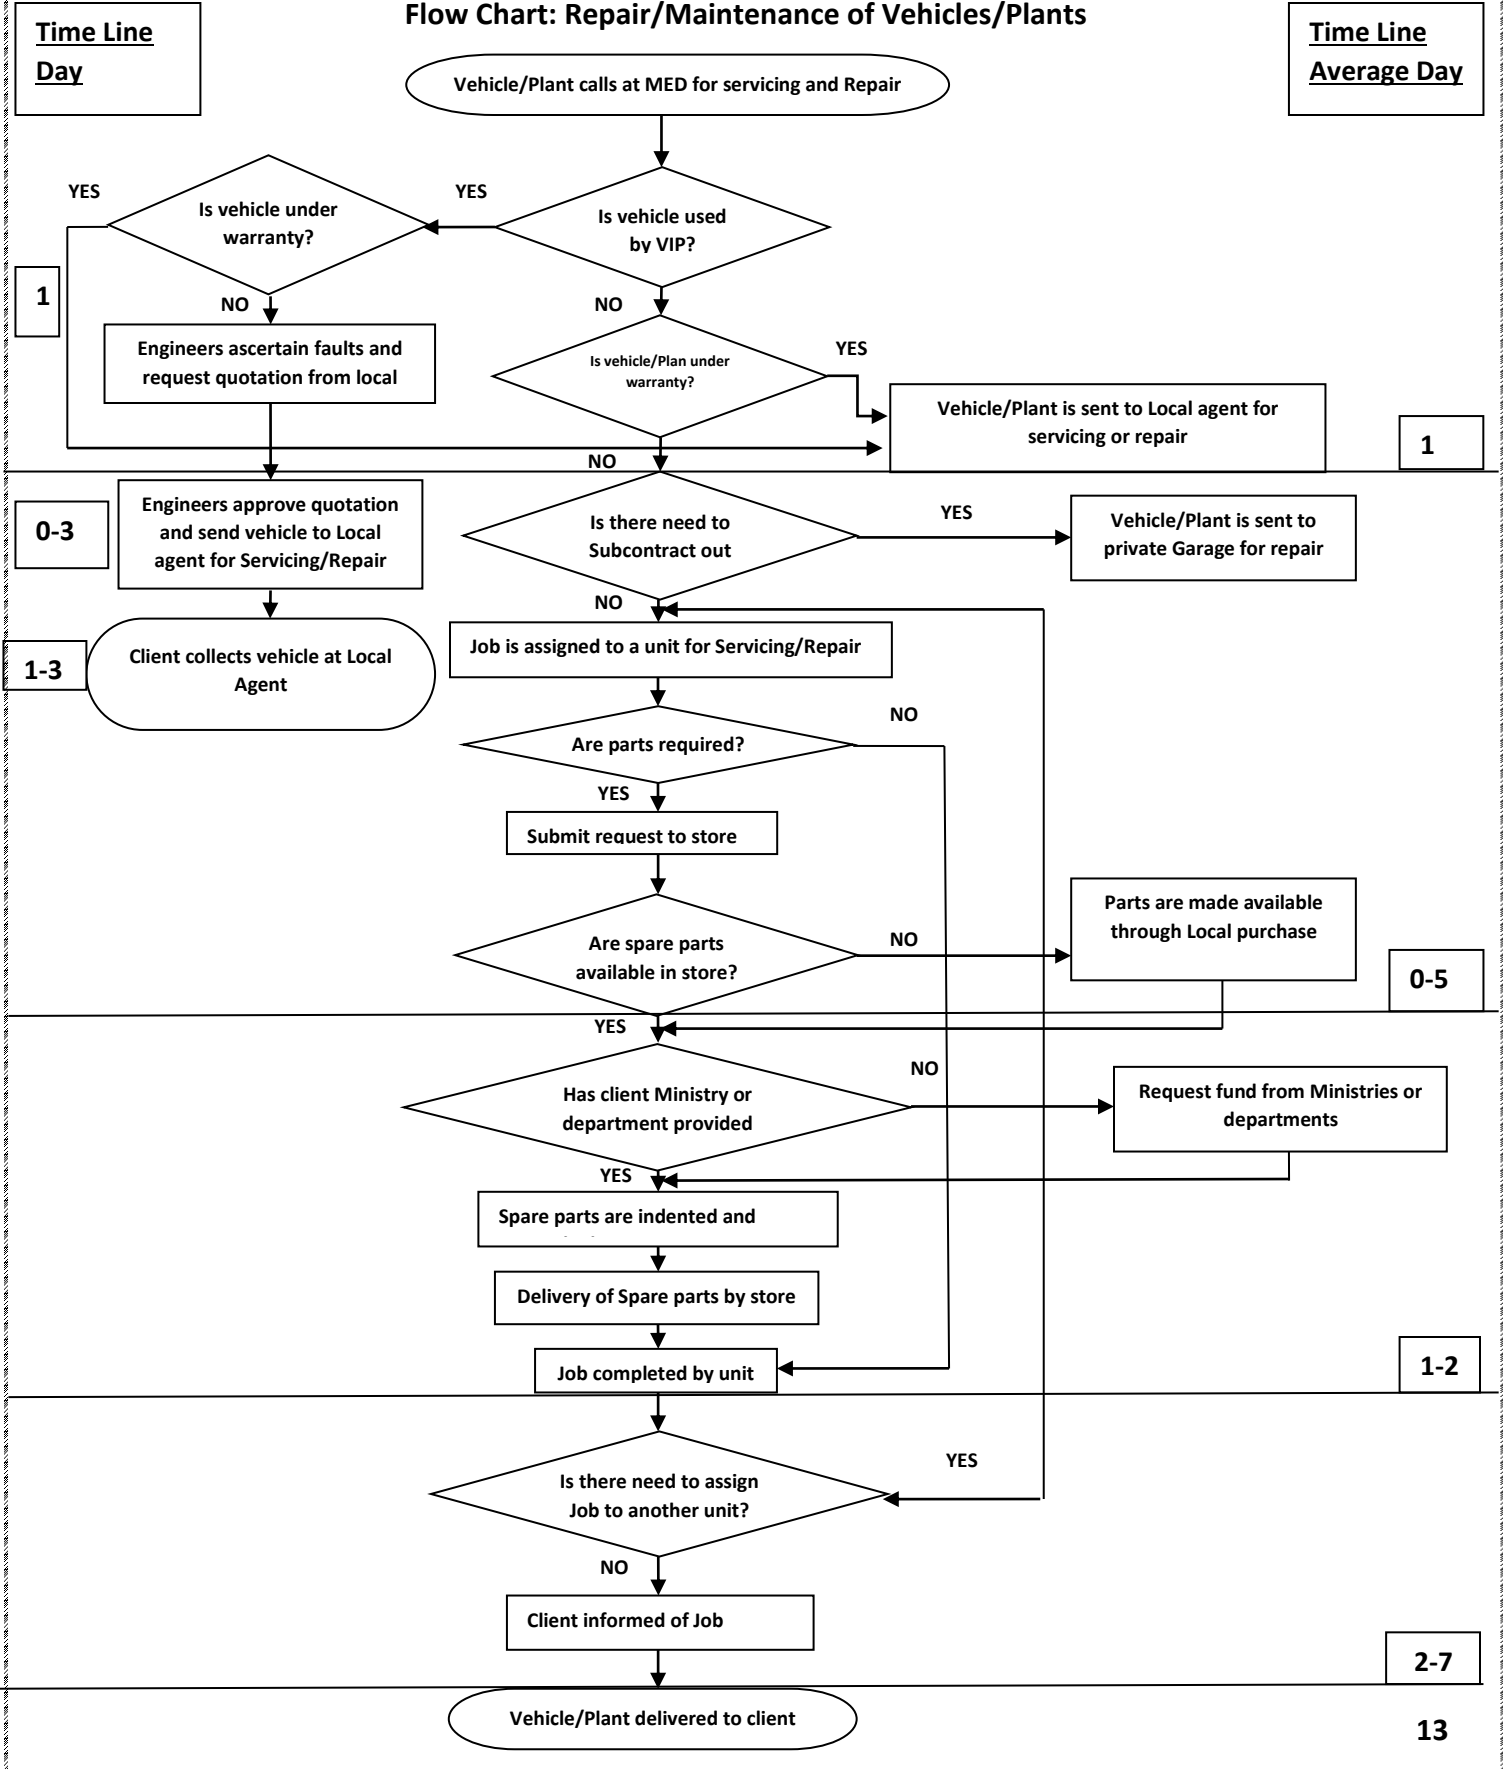 Flow Chart: Repair/Maintenance of Vehicles/Plants
Time Line
Day
Time Line
Average Day
Vehicle/Plant calls at MED for servicing and Repair
YES
Is vehicle under
warranty?
YES
Is vehicle used
by VIP?
1
NO
NO
Engineers ascertain faults and
request quotation from local
Is vehicle/Plan under
warranty?
YES
Vehicle/Plant is sent to Local agent for
servicing or repair
1
NO
0-3
Engineers approve quotation
and send vehicle to Local
agent for Servicing/Repair
Is there need to
Subcontract out
YES
Vehicle/Plant is sent to
private Garage for repair
NO
1-3
Client collects vehicle at Local
Agent
Job is assigned to a unit for Servicing/Repair
Are parts required?
NO
YES
Submit request to store
Are spare parts
available in store?
NO
Parts are made available
through Local purchase
0-5
YES
Has client Ministry or
department provided
NO
Request fund from Ministries or
departments
YES
Spare parts are indented and
Delivery of Spare parts by store
Job completed by unit
1-2
Is there need to assign
Job to another unit?
YES
NO
Client informed of Job
2-7
Vehicle/Plant delivered to client
13